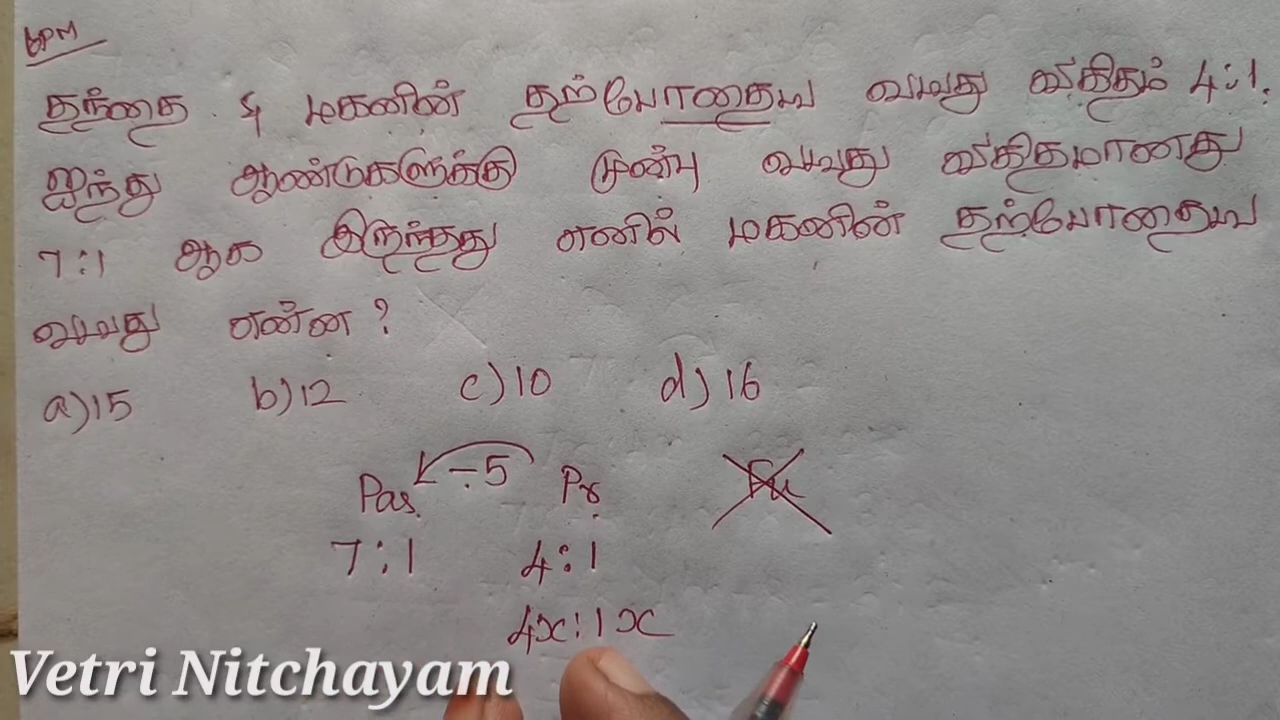 6PM
தந்தை & மகனின் தற்போதைய வயது விகிதம் 4:1.
ஐந்து ஆண்டுகளுக்கு முன்பு வயது விகிதமானது
7:1 ஆக இருந்தது எனில் மகனின் தற்போதைய
வயது என்ன?
a)15 b)12 c)10 d)16
Pas -5 Pr Fu
7:1 4:1
4x:1x
Vetri Nitchayam